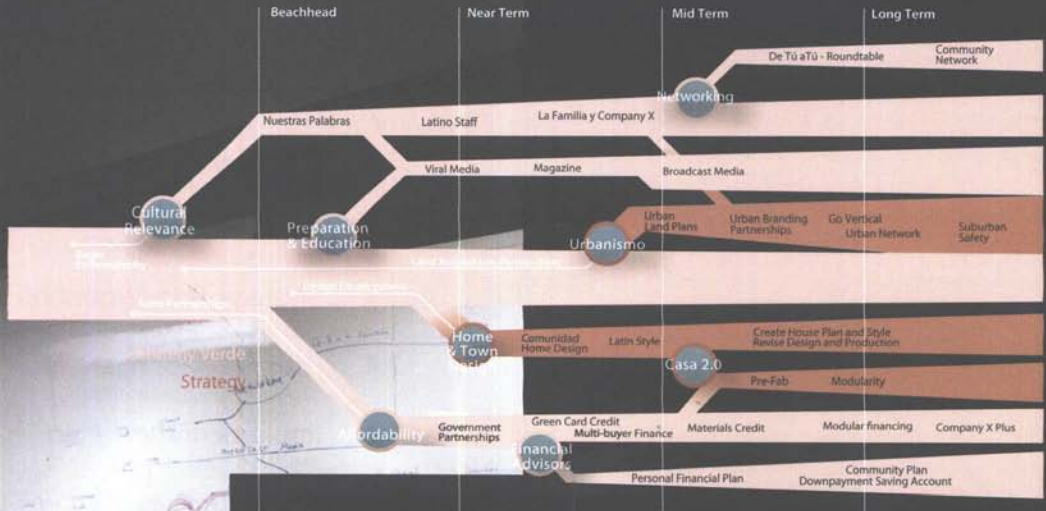 Beachhead
Near Term
Mid Term
Long Term
De Tú aTú - Roundtable
Community
Network
Networking
Nuestras Palabras
Latino Staff
La Familia y Company X
Viral Media
Magazine
Broadcast Media
Cultural
Relevance
Preparation
& Education
Urbanismo
Urban
Land Plans
Urban Branding
Partnerships
Go Vertical
Urban Network
Suburban
Safety
Home
& Town
Comunidad
Home Design
Latin Style
Create House Plan and Style
Revise Design and Production
Casa 2.0
Pre-Fab
Modularity
Verde
Strategy
Affordability
Government
Partnerships
Green Card Credit
Multi-buyer Finance
Materials Credit
Modular financing
Company X Plus
Financial
Advisors
Personal Financial Plan
Community Plan
Downpayment Saving Account